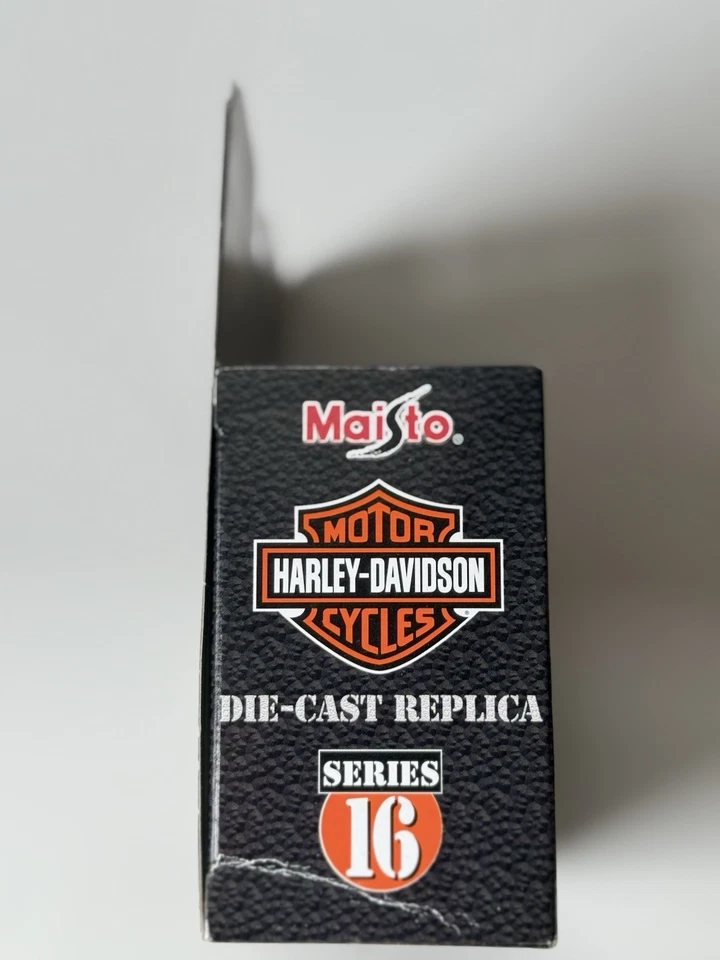 Maisto®
MOTOR
HARLEY-DAVIDSON
CYCLES
®
DIE-CAST REPLICA
SERIES
16